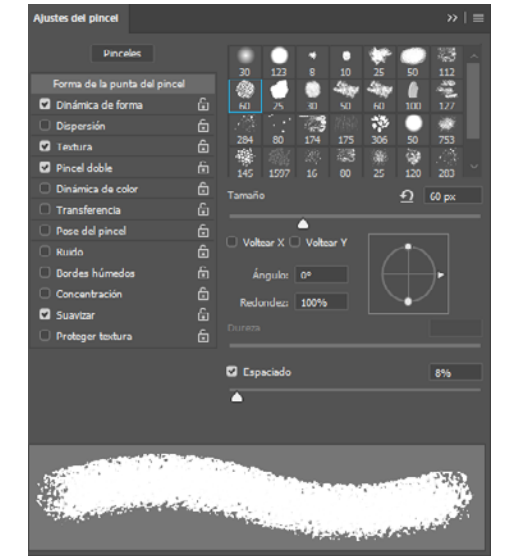 Ajustes del pincel
Pinceles
Forma de la punta del pincel
Dinámica de forma
Dispersión
Textura
Pincel doble
Dinámica de color
Transferencia
Pose del pincel
Ruido
Bordes húmedos
Concentración
Suavizar
Proteger textura
30 123 8 10 25 50 112
60 25 30 50 60 100 127
284 80 174 175 306 50 753
145 1597 16 80 25 120 283
Tamaño 60 px
Voltear X Voltear Y
Ángulo: 0°
Redondez: 100%
Dureza
Espaciado 8%